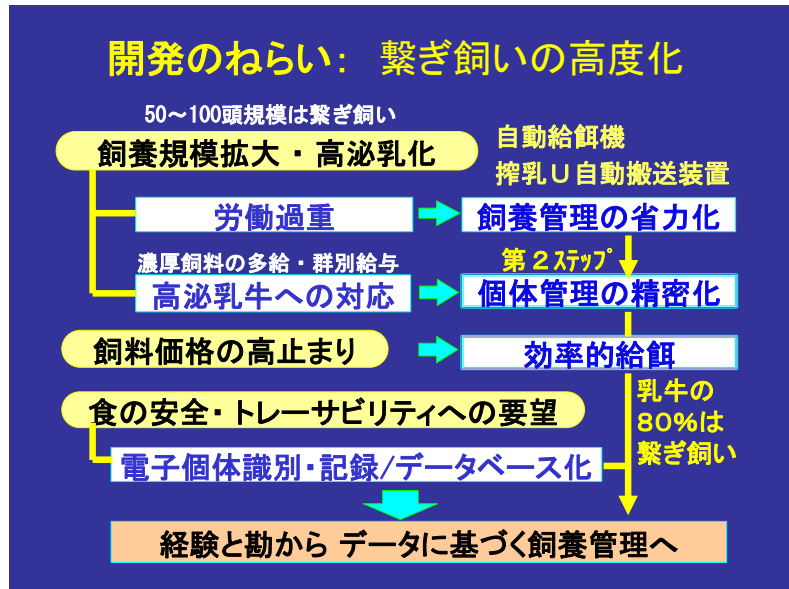 開発のねらい： 繋ぎ飼いの高度化
50～100頭規模は繋ぎ飼い
飼養規模拡大・高泌乳化
自動給餌機
搾乳Ｕ自動搬送装置
労働過重
飼養管理の省力化
濃厚飼料の多給・群別給与
第２ｽﾃｯﾌﾟ
高泌乳牛への対応
個体管理の精密化
飼料価格の高止まり
効率的給餌
乳牛の
80％は
繋ぎ飼い
食の安全・トレーサビリティへの要望
電子個体識別・記録/データベース化
経験と勘から データに基づく飼養管理へ